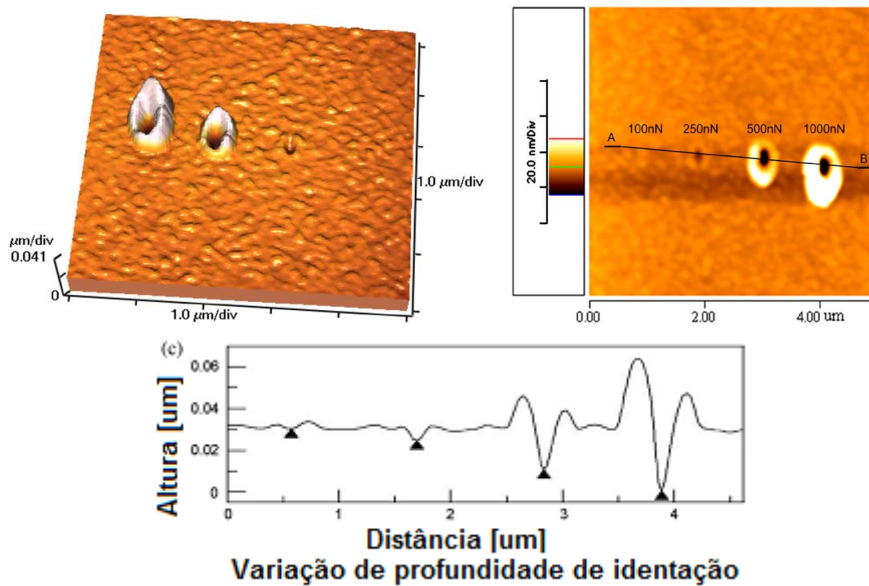 1.0 µm/div
µm/div
0.041
0
1.0 µm/div
20.0 nm/Div
A 100nN 250nN 500nN 1000nN
B
0.00 2.00 4.00 um
(c)
Altura [um]
0.06
0.04
0.02
0
0 1 2 3 4
Distância [um]
Variação de profundidade de identação